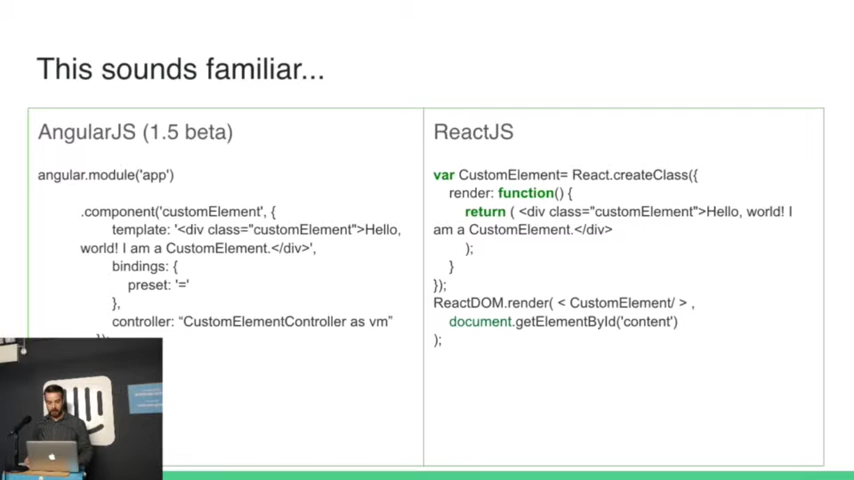 This sounds familiar...
AngularJS (1.5 beta)
angular.module('app')
.component('customElement', {
template: '<div class="customElement">Hello,
world! I am a CustomElement.</div>',
bindings: {
preset: '='
},
controller: “CustomElementController as vm”
ReactJS
var CustomElement= React.createClass({
render: function() {
return ( <div class="customElement">Hello, world! I
am a CustomElement.</div>
);
}
});
ReactDOM.render( < CustomElement/ > ,
document.getElementById('content')
);